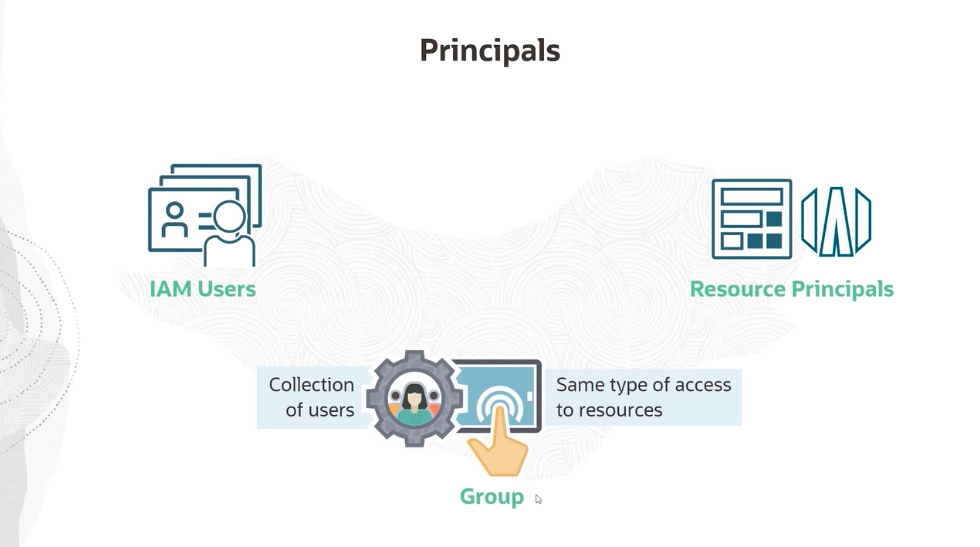 Principals
IAM Users
Resource Principals
Collection
of users
Same type of access
to resources
Group